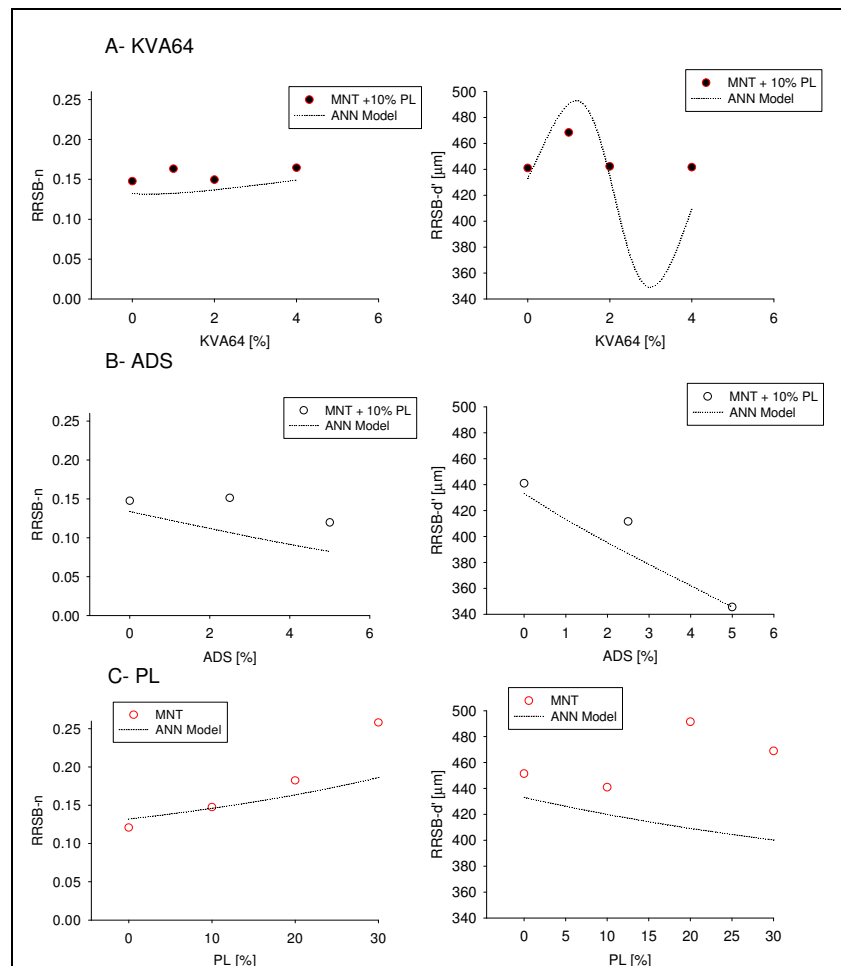 A- KVA64
MNT +10% PL
ANN Model
0.25
0.20
0.15
0.10
0.05
0.00
RRSB-n
0
2
4
6
KVA64 [%]
MNT + 10% PL
ANN Model
500
480
460
440
420
400
380
360
340
RRSB-d' [µm]
0
2
4
6
KVA64 [%]
B- ADS
MNT + 10% PL
ANN Model
0.25
0.20
0.15
0.10
0.05
0.00
RRSB-n
0
2
4
6
ADS [%]
MNT + 10% PL
ANN Model
500
480
460
440
420
400
380
360
340
RRSB-d' [µm]
0
1
2
3
4
5
6
ADS [%]
C- PL
MNT
ANN Model
0.25
0.20
0.15
0.10
0.05
0.00
RRSB-n
0
10
20
30
PL [%]
MNT
ANN Model
500
480
460
440
420
400
380
360
340
RRSB-d' [µm]
0
5
10
15
20
25
30
PL [%]